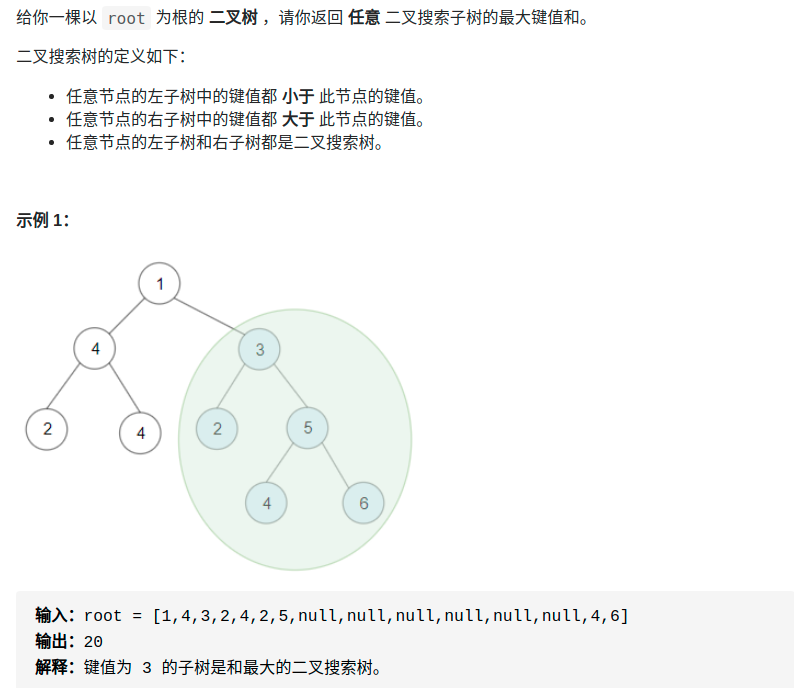 给你一棵以 root 为根的 二叉树 ,请你返回 任意 二叉搜索子树的最大键值和。
二叉搜索树的定义如下：
• 任意节点的左子树中的键值都 小于 此节点的键值。
• 任意节点的右子树中的键值都 大于 此节点的键值。
• 任意节点的左子树和右子树都是二叉搜索树。
示例 1：
1
4 3
2 4 2 5
4 6
输入：root = [1,4,3,2,4,2,5,null,null,null,null,null,null,4,6]
输出：20
解释：键值为 3 的子树是和最大的二叉搜索树。